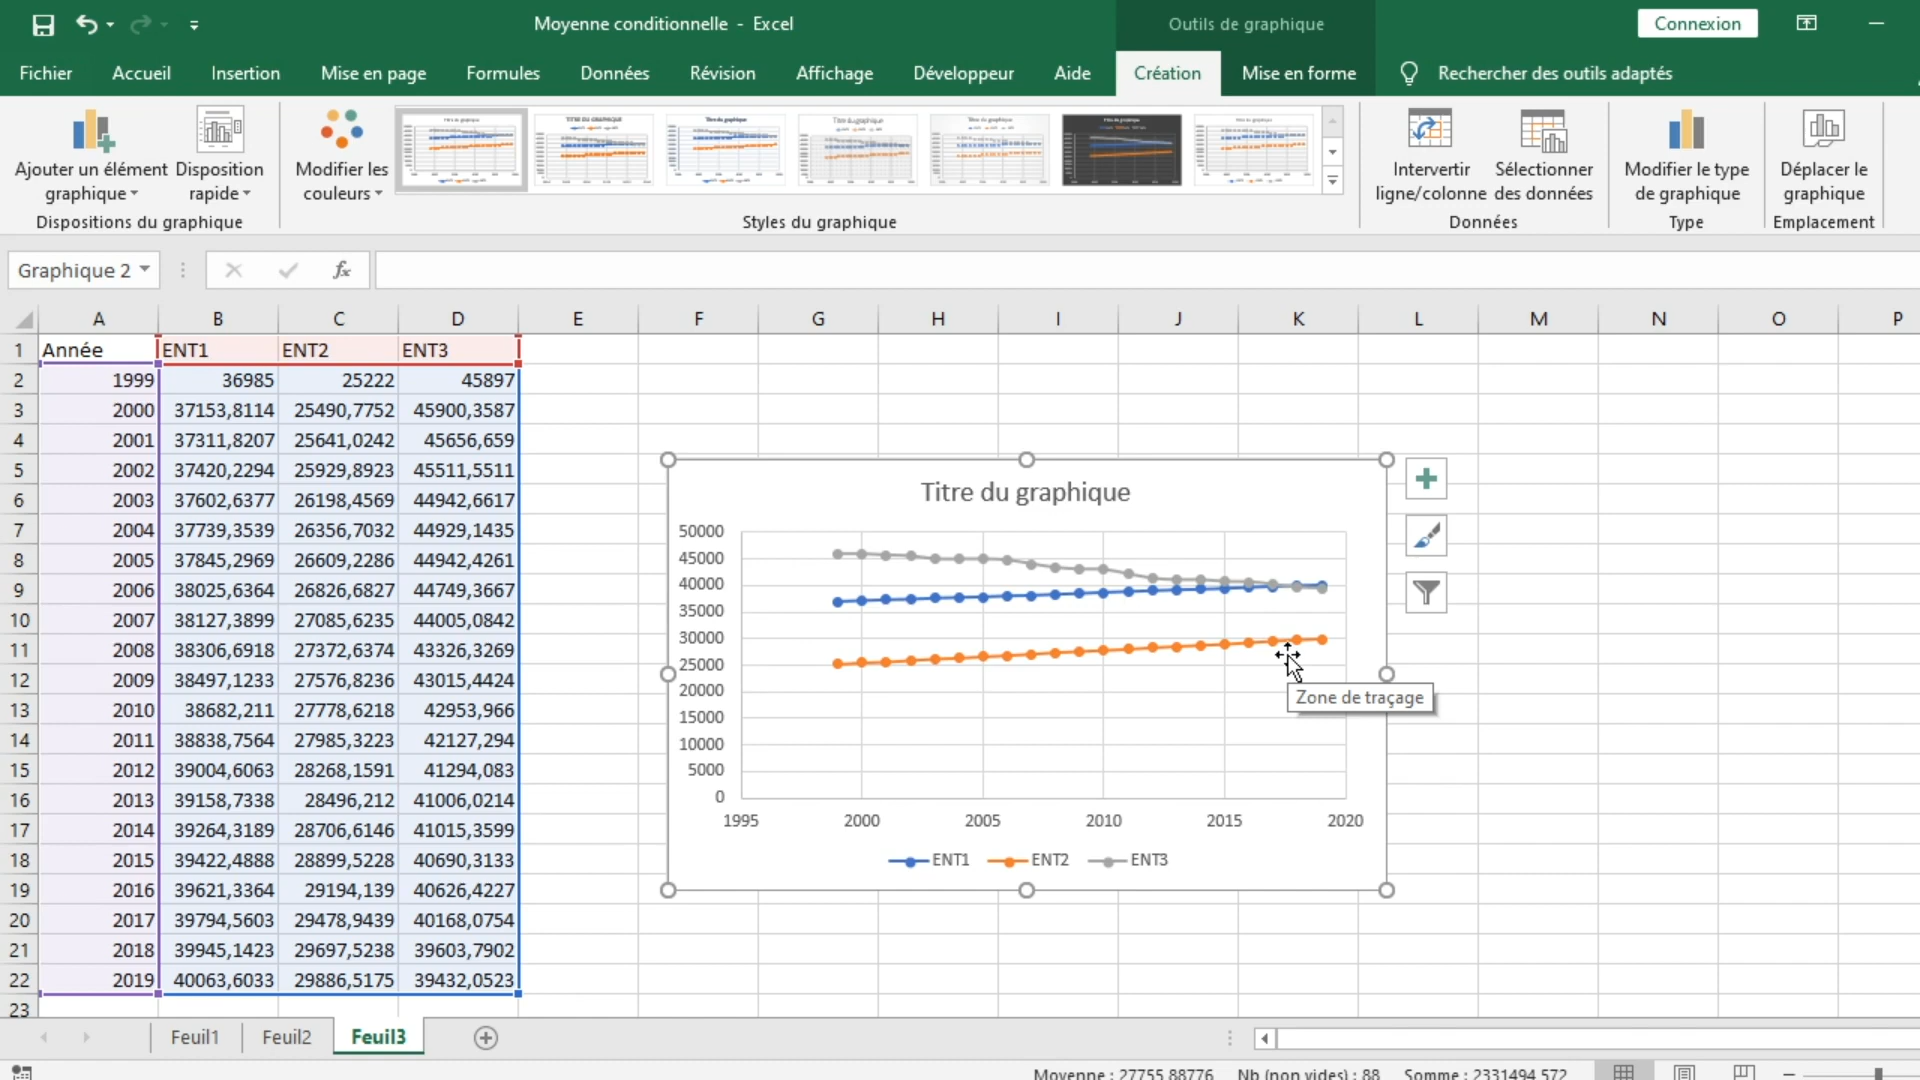 Moyenne conditionnelle - Excel
Outils de graphique
Connexion
Fichier Accueil Insertion Mise en page Formules Données Révision Affichage Développeur Aide Création Mise en forme Rechercher des outils adaptés
Ajouter un élément graphique
Disposition rapide
Modifier les couleurs
Intervertir ligne/colonne
Sélectionner des données
Modifier le type de graphique
Déplacer le graphique
Dispositions du graphique Styles du graphique Données Type Emplacement
Graphique 2 fx
A B C D E F G H I J K L M N O P
1 Année ENT1 ENT2 ENT3
2 1999 36985 25222 45897
3 2000 37153,8114 25490,7752 45900,3587
4 2001 37311,8207 25641,0242 45656,659
5 2002 37420,2294 25929,8923 45511,5511
6 2003 37602,6377 26198,4569 44942,6617
7 2004 37739,3539 26356,7032 44929,1435
8 2005 37845,2969 26609,2286 44942,4261
9 2006 38025,6364 26826,6827 44749,3667
10 2007 38127,3899 27085,6235 44005,0842
11 2008 38306,6918 27372,6374 43326,3269
12 2009 38497,1233 27576,8236 43015,4424
13 2010 38682,211 27778,6218 42953,966
14 2011 38838,7564 27985,3223 42127,294
15 2012 39004,6063 28268,1591 41294,083
16 2013 39158,7338 28496,212 41006,0214
17 2014 39264,3189 28706,6146 41015,3599
18 2015 39422,4888 28899,5228 40690,3133
19 2016 39621,3364 29194,139 40626,4227
20 2017 39794,5603 29478,9439 40168,0754
21 2018 39945,1423 29697,5238 39603,7902
22 2019 40063,6033 29886,5175 39432,0523
23
Titre du graphique
50000
45000
40000
35000
30000
25000
20000
15000
10000
5000
0
1995 2000 2005 2010 2015 2020
ENT1 ENT2 ENT3
Zone de traçage
Feuil1 Feuil2 Feuil3
Moyenne : 27755,88776 Nb (non vides) : 88 Somme : 2331494,572